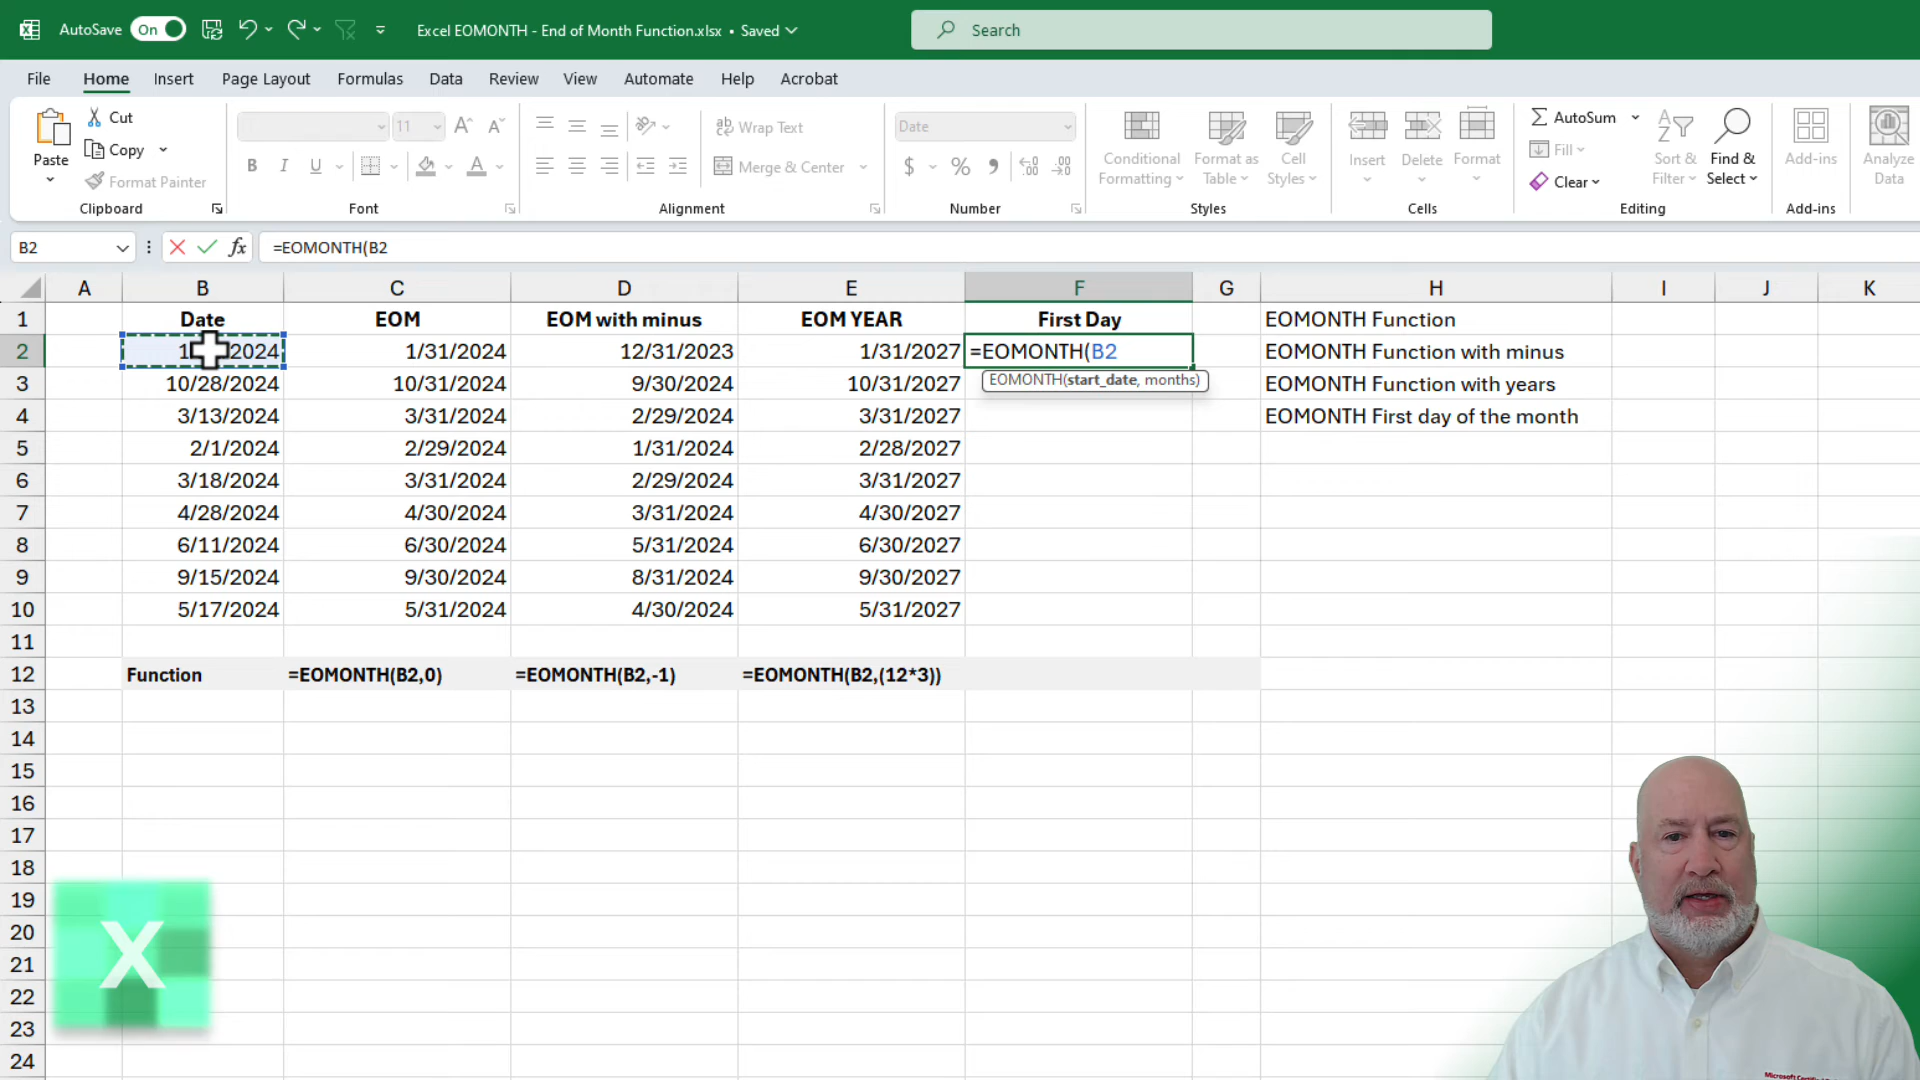 AutoSave On Excel EOMONTH - End of Month Function.xlsx • Saved Search
File Home Insert Page Layout Formulas Data Review View Automate Help Acrobat
Paste Cut Copy Format Painter
Clipboard
11 B I U A
Font
ab Wrap Text Merge & Center
Alignment
Date $ %
Number
Conditional Formatting Format as Table Cell Styles
Styles
Insert Delete Format
Cells
AutoSum Fill Clear Sort & Filter Find & Select
Editing
Add-ins
Add-ins
Analyze Data
B2 fx =EOMONTH(B2
A B C D E F G H I J K
1 Date EOM EOM with minus EOM YEAR First Day EOMONTH Function
2 2024 1/31/2024 12/31/2023 1/31/2027 =EOMONTH(B2 EOMONTH Function with minus
EOMONTH(start_date, months)
3 10/28/2024 10/31/2024 9/30/2024 10/31/2027 EOMONTH Function with years
4 3/13/2024 3/31/2024 2/29/2024 3/31/2027 EOMONTH First day of the month
5 2/1/2024 2/29/2024 1/31/2024 2/28/2027
6 3/18/2024 3/31/2024 2/29/2024 3/31/2027
7 4/28/2024 4/30/2024 3/31/2024 4/30/2027
8 6/11/2024 6/30/2024 5/31/2024 6/30/2027
9 9/15/2024 9/30/2024 8/31/2024 9/30/2027
10 5/17/2024 5/31/2024 4/30/2024 5/31/2027
11
12 Function =EOMONTH(B2,0) =EOMONTH(B2,-1) =EOMONTH(B2,(12*3))
13
14
15
16
17
18
19
20
21
22
23
24
X